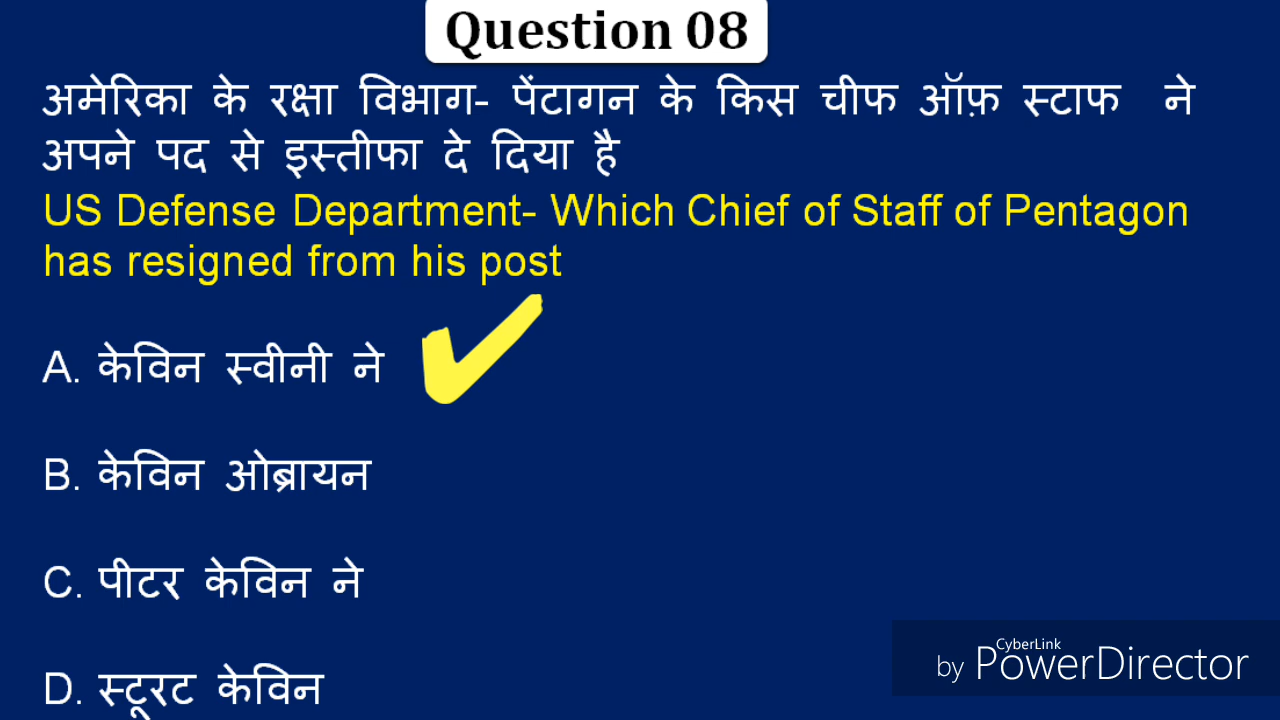 Question 08
अमेरिका के रक्षा विभाग- पेंटागन के किस चीफ ऑफ़ स्टाफ ने
अपने पद से इस्तीफा दे दिया है
US Defense Department- Which Chief of Staff of Pentagon
has resigned from his post
A. केविन स्वीनी ने
B. केविन ओब्रायन
C. पीटर केविन ने
D. स्टूरट केविन
CyberLink
by PowerDirector